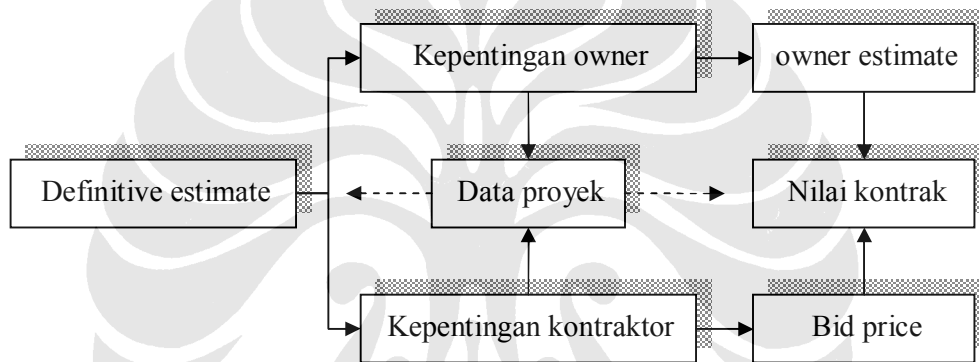 Kepentingan owner
owner estimate
Definitive estimate
Data proyek
Nilai kontrak
Kepentingan kontraktor
Bid price